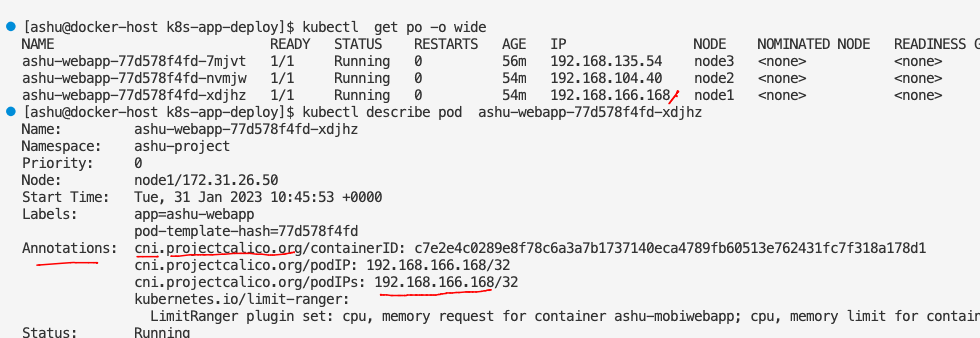 [ashu@docker-host k8s-app-deploy]$ kubectl  get po -o wide
NAME                          READY   STATUS    RESTARTS   AGE   IP                NODE    NOMINATED NODE   READINESS G
ashu-webapp-77d578f4fd-7mjvt   1/1     Running   0          56m   192.168.135.54    node3   <none>           <none>
ashu-webapp-77d578f4fd-nvmjw   1/1     Running   0          54m   192.168.104.40    node2   <none>           <none>
ashu-webapp-77d578f4fd-xdjhz   1/1     Running   0          54m   192.168.166.168   node1   <none>           <none>
[ashu@docker-host k8s-app-deploy]$ kubectl describe pod  ashu-webapp-77d578f4fd-xdjhz
Name:         ashu-webapp-77d578f4fd-xdjhz
Namespace:    ashu-project
Priority:     0
Node:         node1/172.31.26.50
Start Time:   Tue, 31 Jan 2023 10:45:53 +0000
Labels:       app=ashu-webapp
              pod-template-hash=77d578f4fd
Annotations:  cni.projectcalico.org/containerID: c7e2e4c0289e8f78c6a3a7b1737140eca4789fb60513e762431fc7f318a178d1
              cni.projectcalico.org/podIP: 192.168.166.168/32
              cni.projectcalico.org/podIPs: 192.168.166.168/32
              kubernetes.io/limit-ranger:
                LimitRanger plugin set: cpu, memory request for container ashu-mobiwebapp; cpu, memory limit for contain
Status:       Running